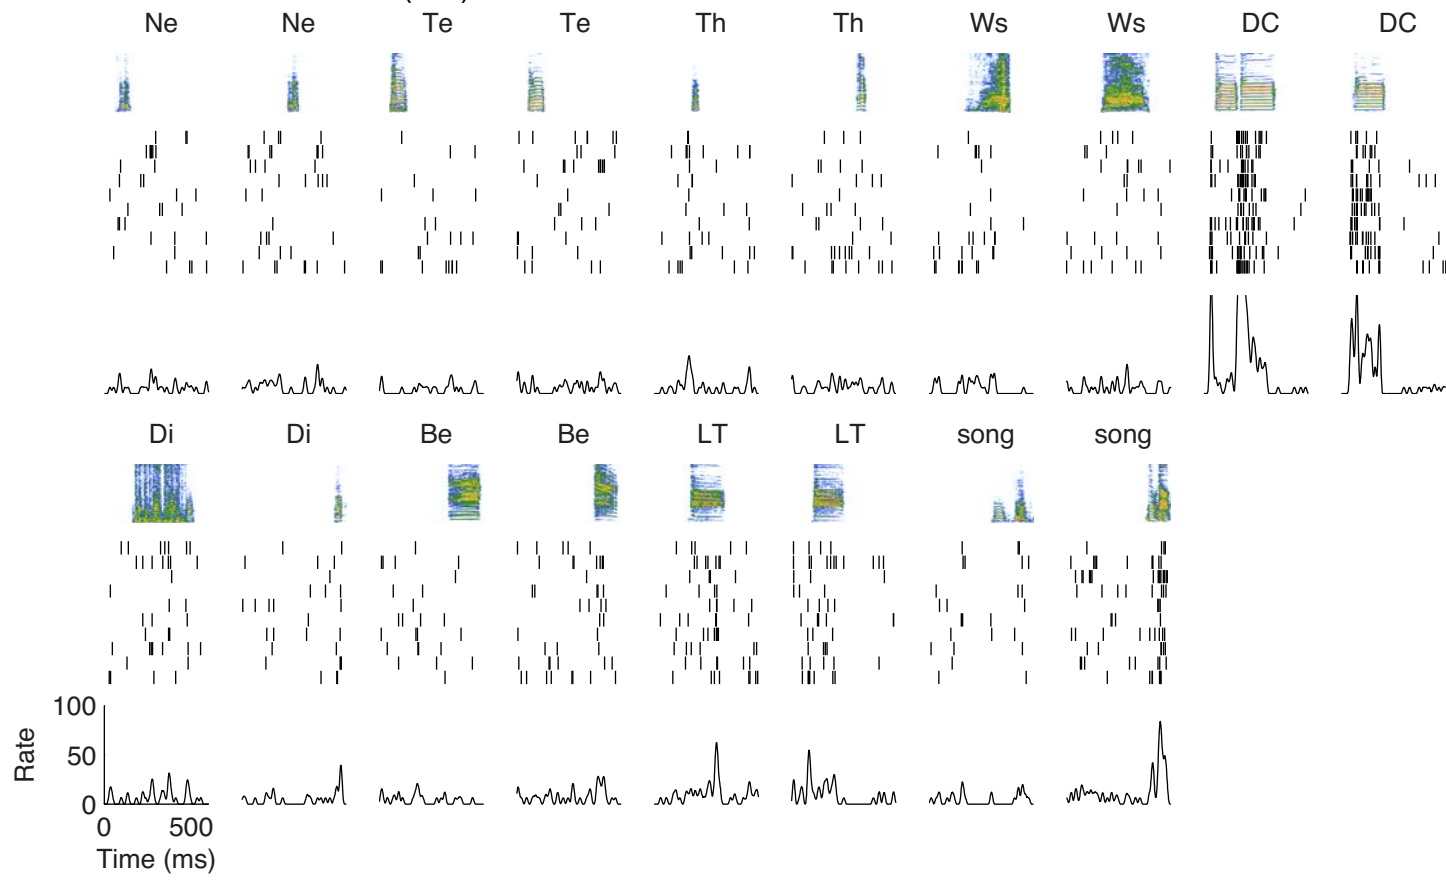 Ne Ne Te Te Th Th Ws Ws DC DC
Di Di Be Be LT LT song song
100
50
0
Rate
0 500
Time (ms)